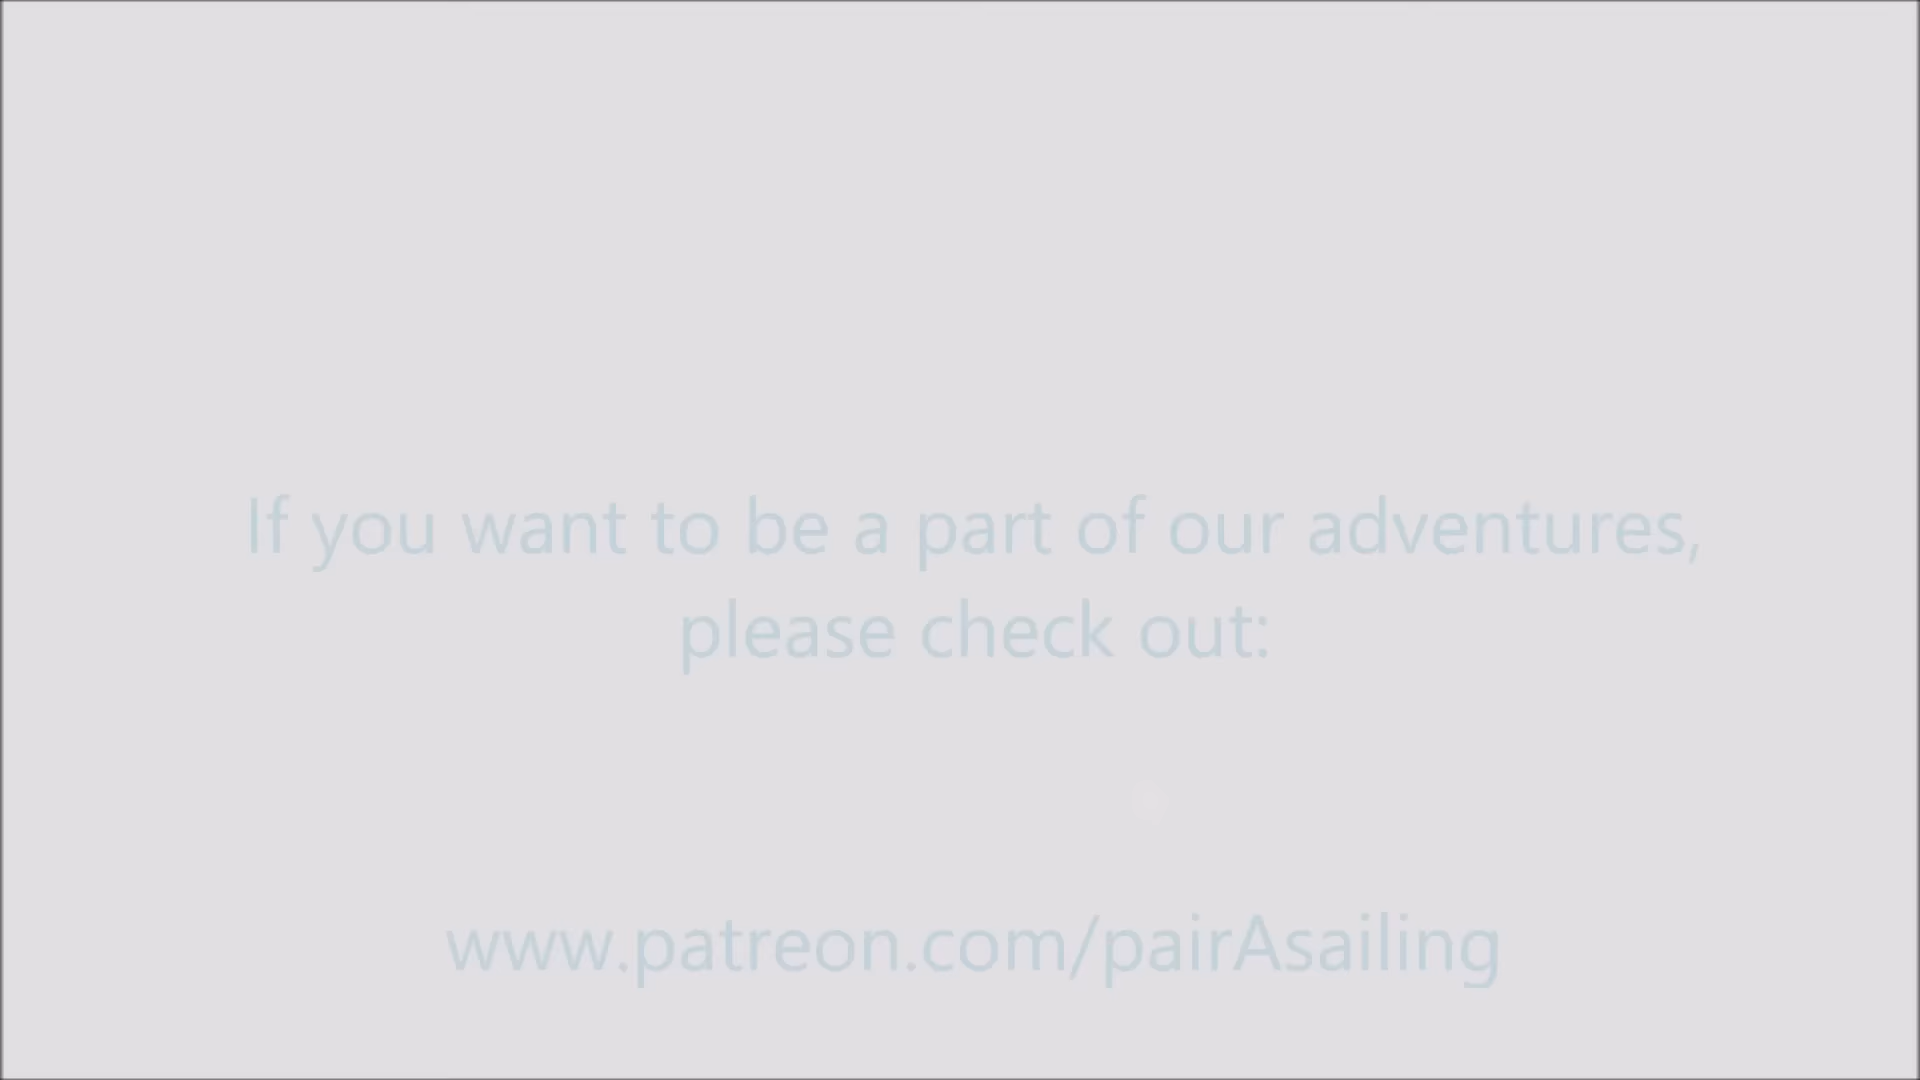 If you want to be a part of our adventures,
please check out:
www.patreon.com/pairAsailing